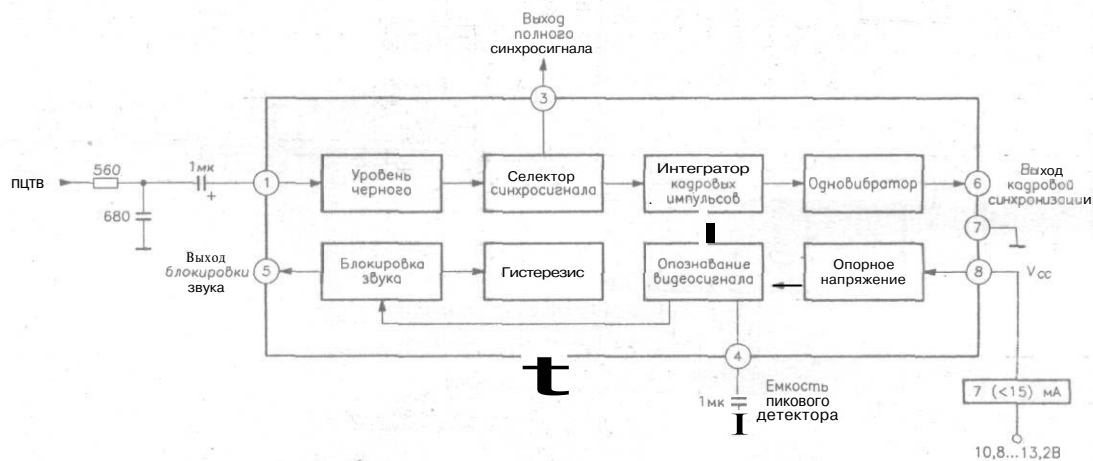 Выход
полного
синхросигнала
3
ПЦТВ
560
1мк
+
680
1
Уровень
черного
Селектор
синхросигнала
Интегратор
кадровых
импульсов
Одновибратор
6
Выход
кадровой
синхронизации
7
Выход
блокировки
звука
5
Блокировка
звука
Гистерезис
Опознавание
видеосигнала
Опорное
напряжение
8
Vcc
4
1мк
Емкость
пикового
детектора
7 (<15) мА
10,8...13,2В